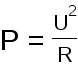 P = U²/R